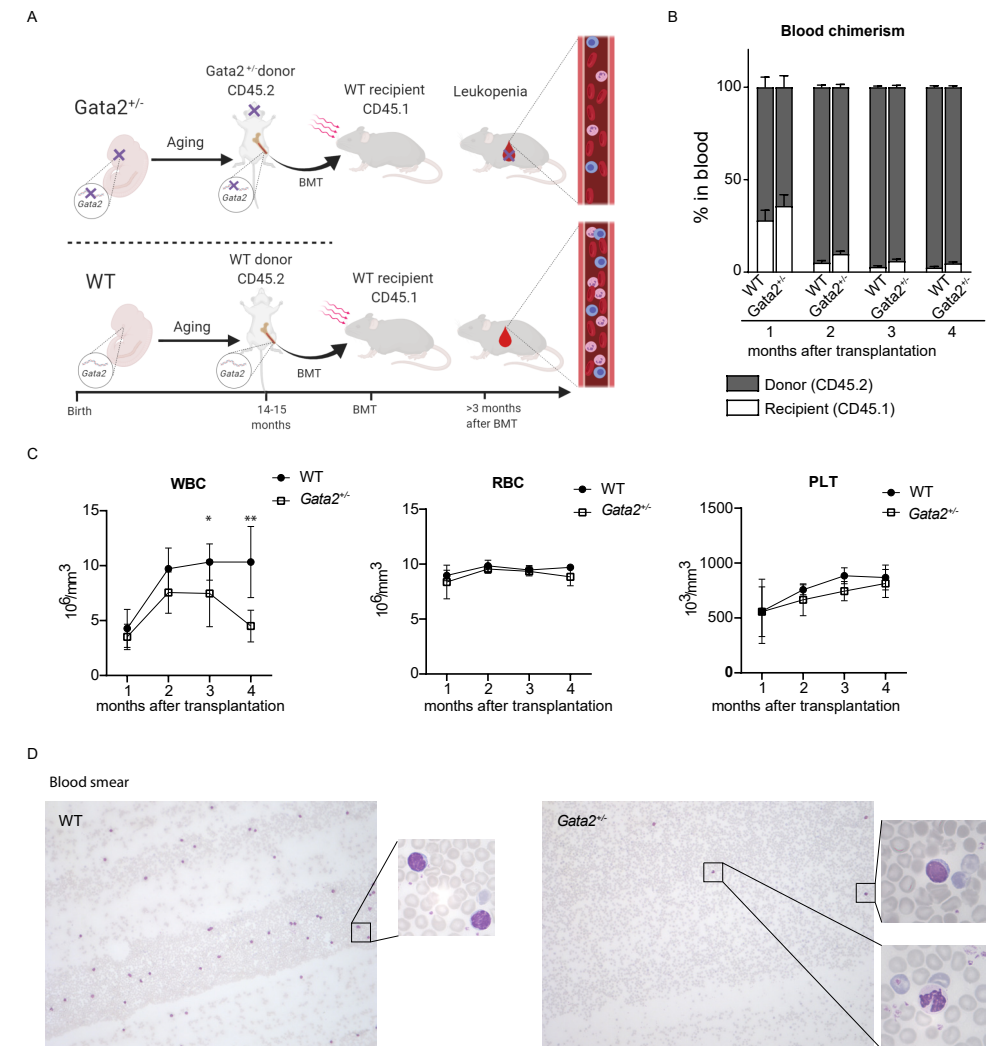 A
Gata2+/-
Gata2
Aging
Gata2+/-donor
CD45.2
Gata2
BMT
WT recipient
CD45.1
Leukopenia
WT
Gata2
Aging
WT donor
CD45.2
Gata2
BMT
WT recipient
CD45.1
Birth
14-15
months
BMT
>3 months
after BMT
B
Blood chimerism
% in blood
100
50
0
WT
Gata2+/-
WT
Gata2+/-
WT
Gata2+/-
WT
Gata2+/-
1 2 3 4
months after transplantation
Donor (CD45.2)
Recipient (CD45.1)
C
WBC
WT
Gata2+/-
10^6/mm3
15
10
5
0
* **
1 2 3 4
months after transplantation
RBC
WT
Gata2+/-
10^6/mm3
15
10
5
0
1 2 3 4
months after transplantation
PLT
WT
Gata2+/-
10^3/mm3
1500
1000
500
0
1 2 3 4
months after transplantation
D
Blood smear
WT
Gata2+/-